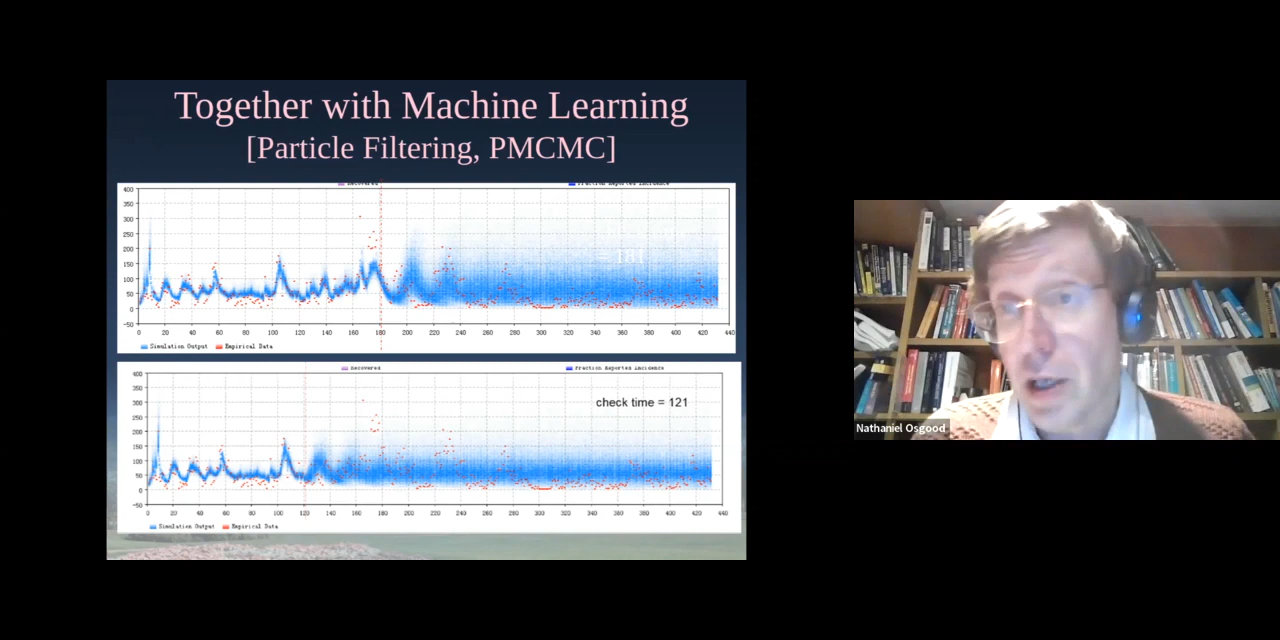 Together with Machine Learning
[Particle Filtering, PMCMC]
Recovered
Fraction Reported Incidence
400
350
300
250
200
150
100
50
0
-50
= 181
0 20 40 60 80 100 120 140 160 180 200 220 240 260 280 300 320 340 360 380 400 420 440
Simulation Output
Empirical Data
Recovered
Fraction Reported Incidence
400
350
300
250
200
150
100
50
0
-50
check time = 121
0 20 40 60 80 100 120 140 160 180 200 220 240 260 280 300 320 340 360 380 400 420 440
Simulation Output
Empirical Data
Nathaniel Osgood